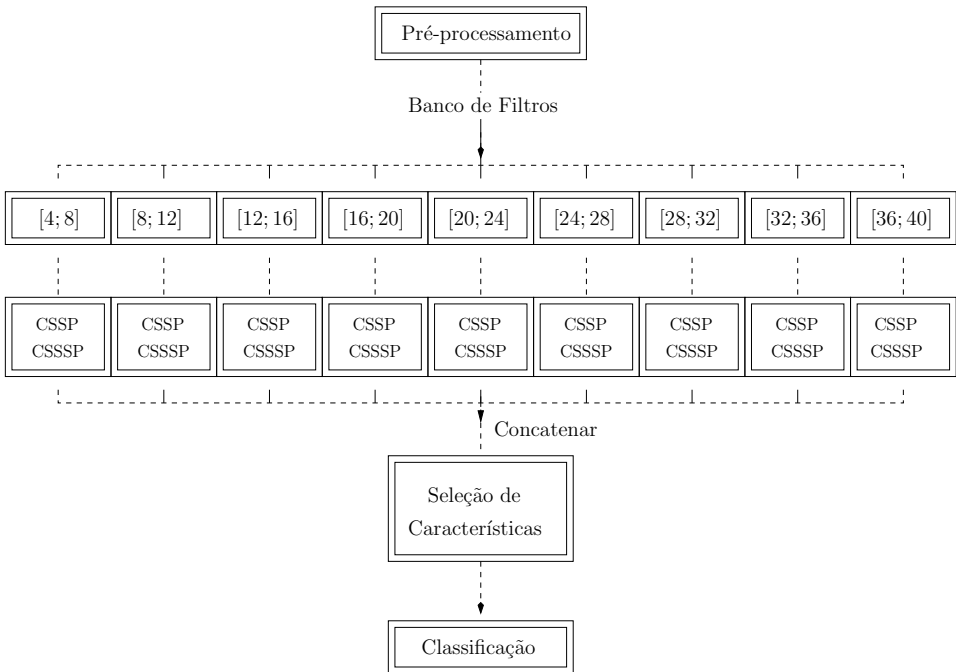 Pré-processamento
Banco de Filtros
[4; 8] [8; 12] [12; 16] [16; 20] [20; 24] [24; 28] [28; 32] [32; 36] [36; 40]
CSSP CSSP CSSP CSSP CSSP CSSP CSSP CSSP CSSP
CSSSP CSSSP CSSSP CSSSP CSSSP CSSSP CSSSP CSSSP CSSSP
Concatenar
Seleção de
Características
Classificação